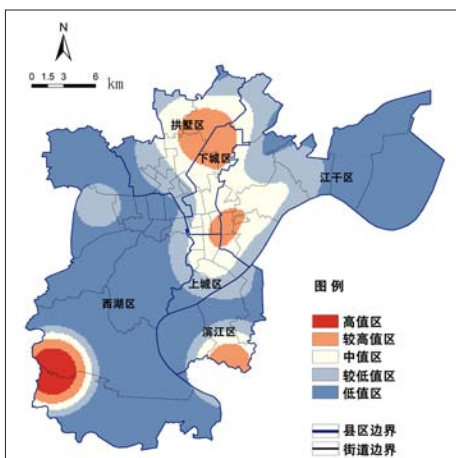 N
0 1.5 3 6 km
拱墅区
下城区
江干区
上城区
西湖区
滨江区
图例
高值区
较高值区
中值区
较低值区
低值区
县区边界
街道边界